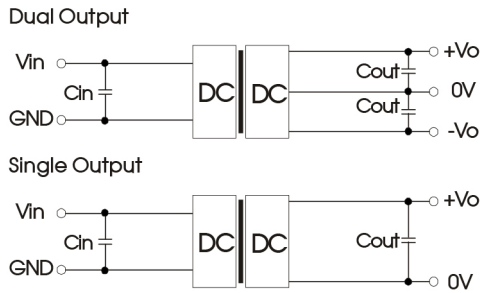 Dual Output
Vin
Cin
GND
DC DC
Cout
Cout
+Vo
0V
-Vo
Single Output
Vin
Cin
GND
DC DC
Cout
+Vo
0V